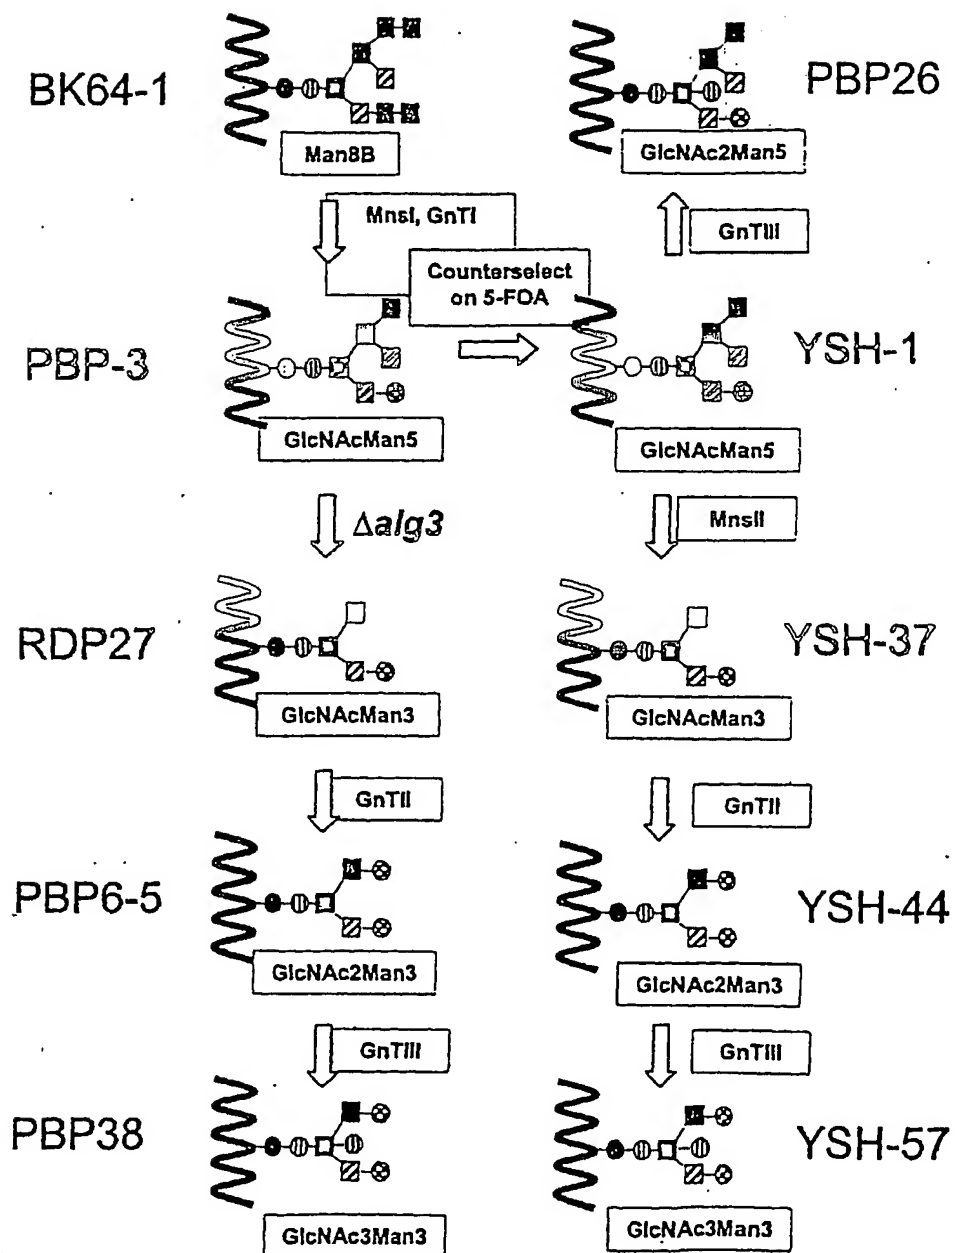 BK64-1
Man8B
PBP26
GlcNAc2Man5
MnsI, GnTI
GnTIII
Counterselect
on 5-FOA
PBP-3
GlcNAcMan5
YSH-1
GlcNAcMan5
Δalg3
MnsII
RDP27
GlcNAcMan3
YSH-37
GlcNAcMan3
GnTII
GnTII
PBP6-5
GlcNAc2Man3
YSH-44
GlcNAc2Man3
GnTIII
GnTIII
PBP38
GlcNAc3Man3
YSH-57
GlcNAc3Man3